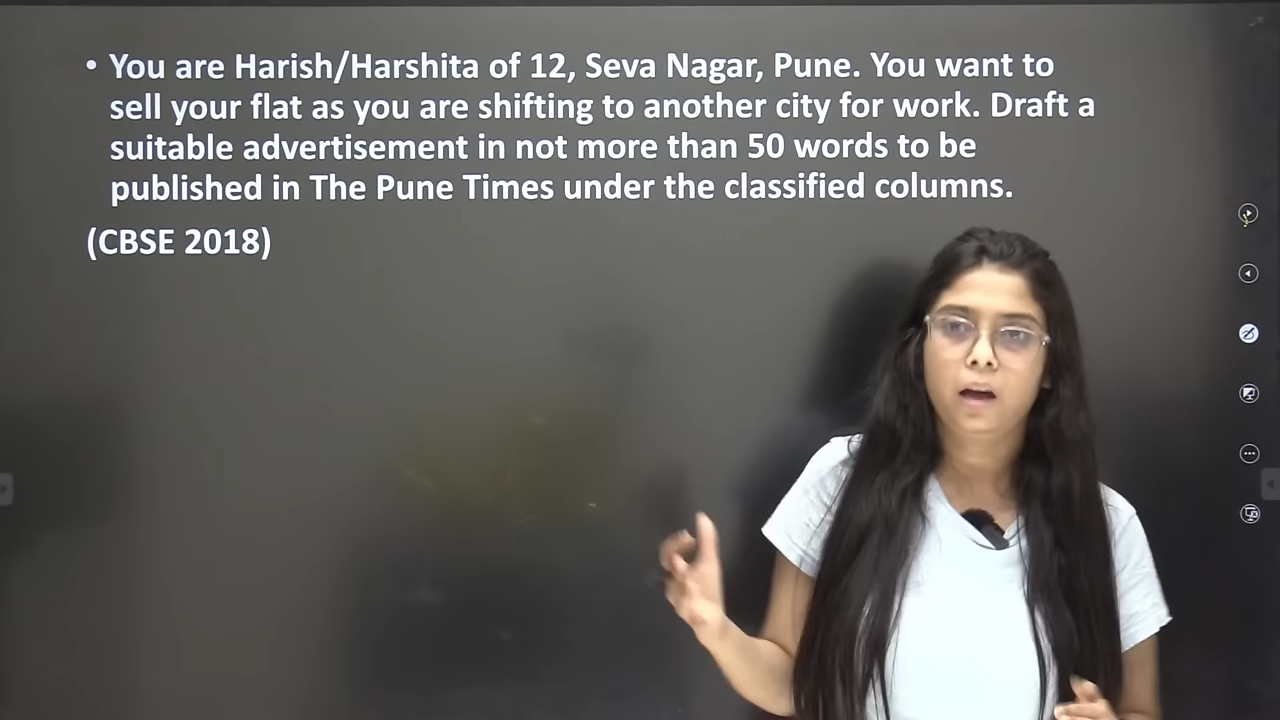 • You are Harish/Harshita of 12, Seva Nagar, Pune. You want to
sell your flat as you are shifting to another city for work. Draft a
suitable advertisement in not more than 50 words to be
published in The Pune Times under the classified columns.
(CBSE 2018)